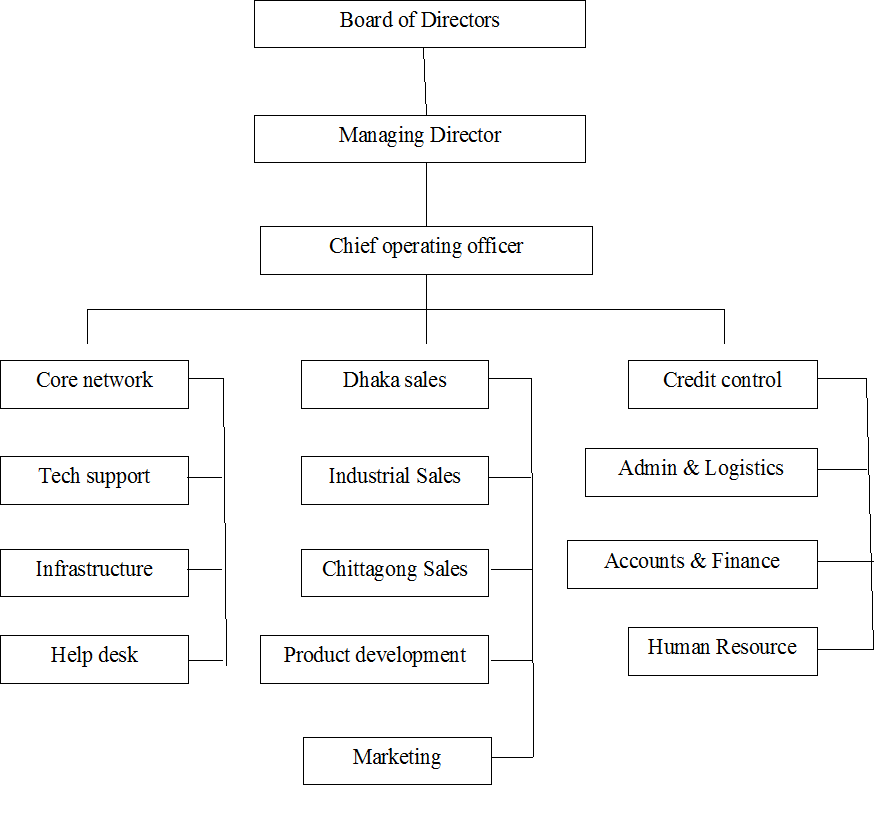 Board of Directors
Managing Director
Chief operating officer
Core network
Dhaka sales
Credit control
Tech support
Industrial Sales
Admin & Logistics
Infrastructure
Chittagong Sales
Accounts & Finance
Help desk
Product development
Human Resource
Marketing